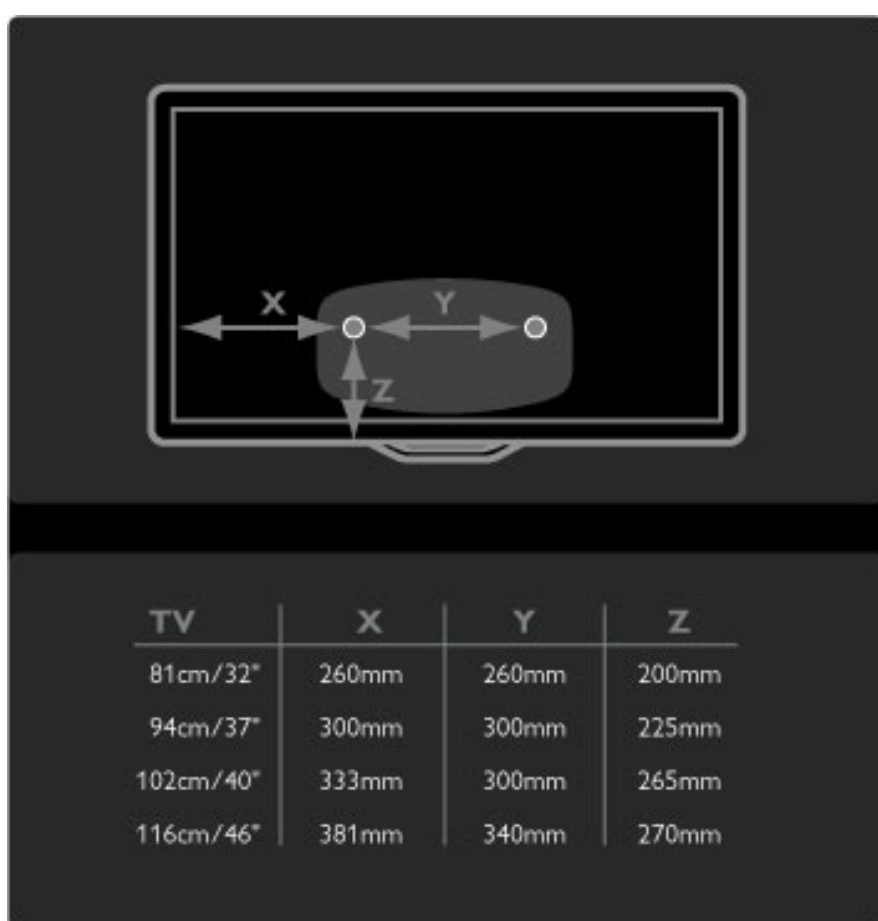 X Y
Z
TV X Y Z
81cm/32" 260mm 260mm 200mm
94cm/37" 300mm 300mm 225mm
102cm/40" 333mm 300mm 265mm
116cm/46" 381mm 340mm 270mm